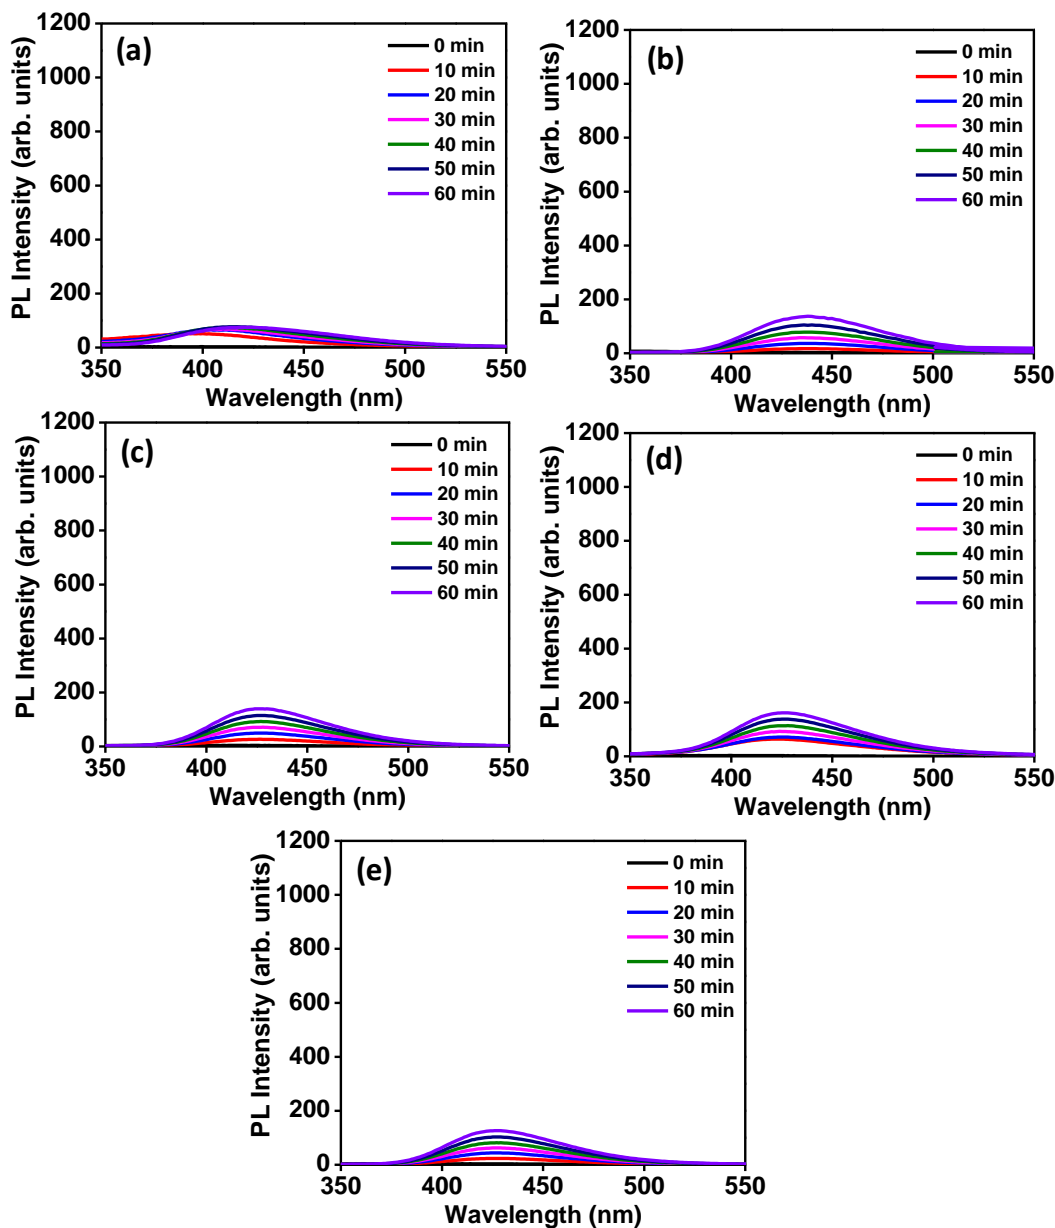 (a)
PL Intensity (arb. units)
1200
1000
800
600
400
200
0
0 min
10 min
20 min
30 min
40 min
50 min
60 min
350 400 450 500 550
Wavelength (nm)
(b)
PL Intensity (arb. units)
1200
1000
800
600
400
200
0
0 min
10 min
20 min
30 min
40 min
50 min
60 min
350 400 450 500 550
Wavelength (nm)
(c)
PL Intensity (arb. units)
1200
1000
800
600
400
200
0
0 min
10 min
20 min
30 min
40 min
50 min
60 min
350 400 450 500 550
Wavelength (nm)
(d)
PL Intensity (arb. units)
1200
1000
800
600
400
200
0
0 min
10 min
20 min
30 min
40 min
50 min
60 min
350 400 450 500 550
Wavelength (nm)
(e)
PL Intensity (arb. units)
1200
1000
800
600
400
200
0
0 min
10 min
20 min
30 min
40 min
50 min
60 min
350 400 450 500 550
Wavelength (nm)